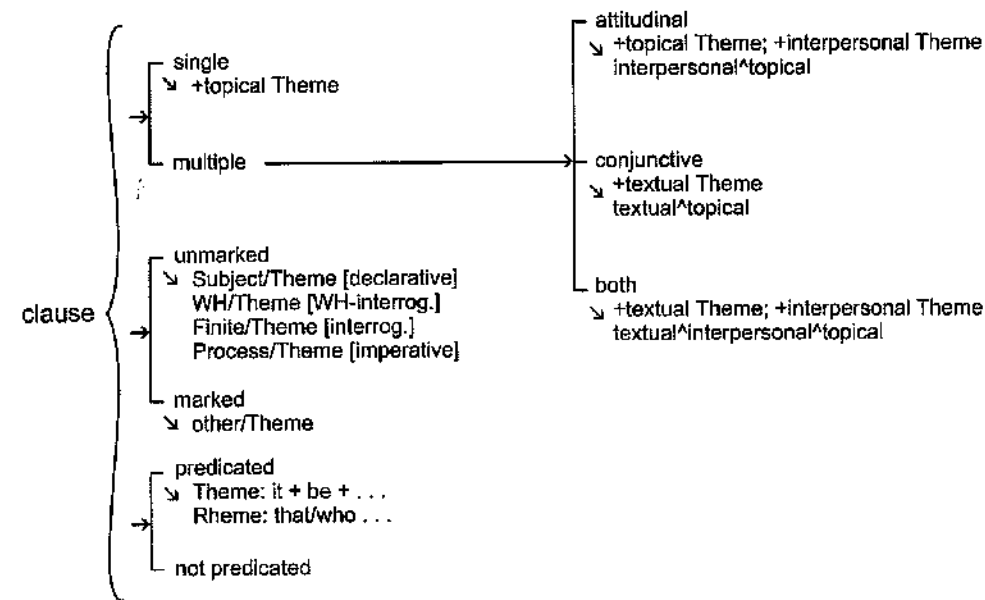 clause
single
↘ +topical Theme
multiple
attitudinal
↘ +topical Theme; +interpersonal Theme
interpersonal^topical
conjunctive
↘ +textual Theme
textual^topical
both
↘ +textual Theme; +interpersonal Theme
textual^interpersonal^topical
unmarked
↘ Subject/Theme [declarative]
WH/Theme [WH-interrog.]
Finite/Theme [interrog.]
Process/Theme [imperative]
marked
↘ other/Theme
predicated
↘ Theme: it + be + . . .
Rheme: that/who . . .
not predicated